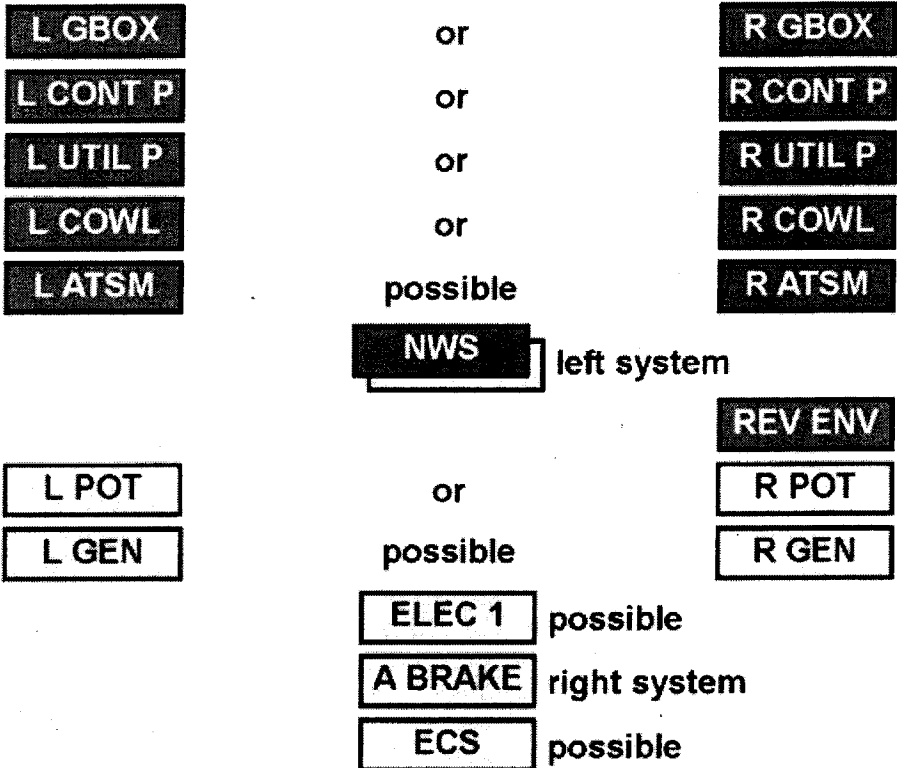 L GBOX or R GBOX
L CONT P or R CONT P
L UTIL P or R UTIL P
L COWL or R COWL
L ATSM possible R ATSM
NWS left system
REV ENV
L POT or R POT
L GEN possible R GEN
ELEC 1 possible
A BRAKE right system
ECS possible